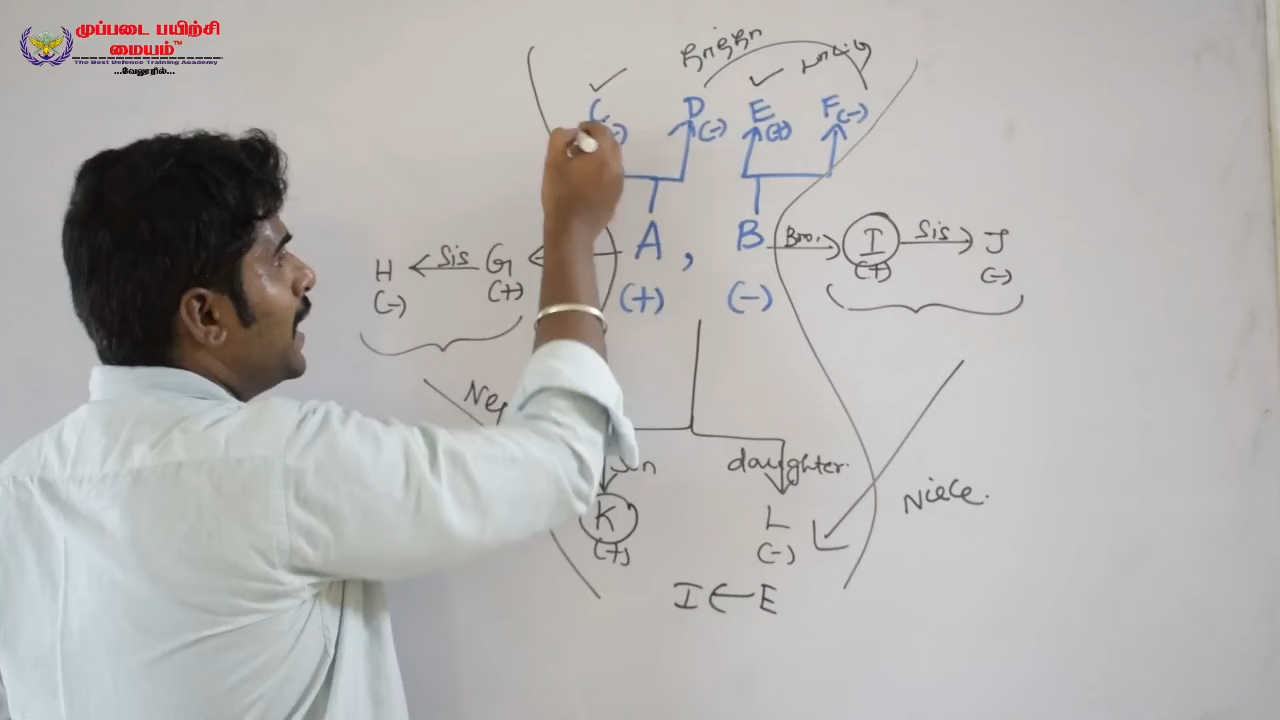 முப்படை பயிற்சி
மையம்™
The Best Defence Training Academy
...வேலூரில்...
தாத்தா பாட்டி
C D E F
(-) (+) (-)
H (-) Sis G (+) A (+) , B (-) Bro. I (+) Sis J (-)
daughter. Niece.
K (+) L (-)
I ← E